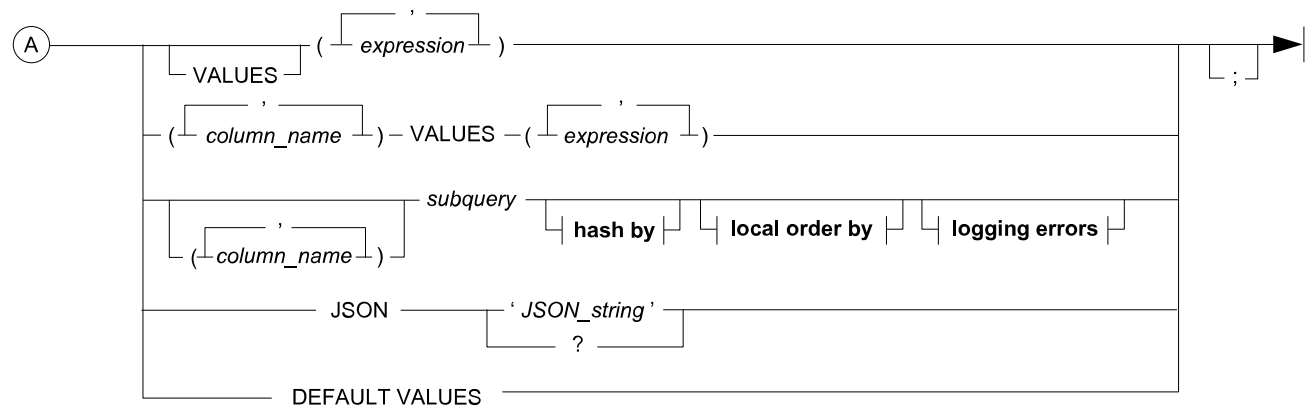 ,
A ( expression )
VALUES ;
, ,
( column_name ) VALUES ( expression )
subquery
, hash by local order by logging errors
( column_name )
JSON ‘ JSON_string ’
?
DEFAULT VALUES